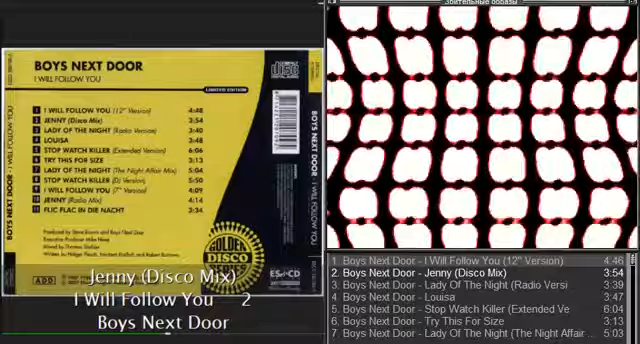 Зрительные образы
BOYS NEXT DOOR
I WILL FOLLOW YOU
LIMITED EDITION
1 I WILL FOLLOW YOU (12" Version) 4:48
2 JENNY (Disco Mix) 3:54
3 LADY OF THE NIGHT (Radio Version) 3:40
4 LOUISA 3:48
5 STOP WATCH KILLER (Extended Version) 6:06
6 TRY THIS FOR SIZE 3:13
7 LADY OF THE NIGHT (The Night Affair Mix) 5:04
8 STOP WATCH KILLER (DJ Version) 5:50
9 I WILL FOLLOW YOU (7" Version) 4:09
10 JENNY (Radio Mix) 4:14
11 FLIC FLAC IN DIE NACHT 3:34
BOYS NEXT DOOR - I WILL FOLLOW YOU
BOYS NEXT DOOR - I WILL FOLLOW YOU
GOLDEN
DISCO
ADD
Jenny (Disco Mix)
I Will Follow You 2
Boys Next Door
1. Boys Next Door - I Will Follow You (12" Version) 4:46
2. Boys Next Door - Jenny (Disco Mix) 3:54
3. Boys Next Door - Lady Of The Night (Radio Versi 3:39
4. Boys Next Door - Louisa 3:47
5. Boys Next Door - Stop Watch Killer (Extended Ve 6:04
6. Boys Next Door - Try This For Size 3:13
7. Boys Next Door - Lady Of The Night (The Night Affair ... 5:03